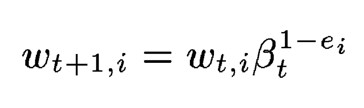 w_{t+1,i} = w_{t,i} β_t^{1-e_i}